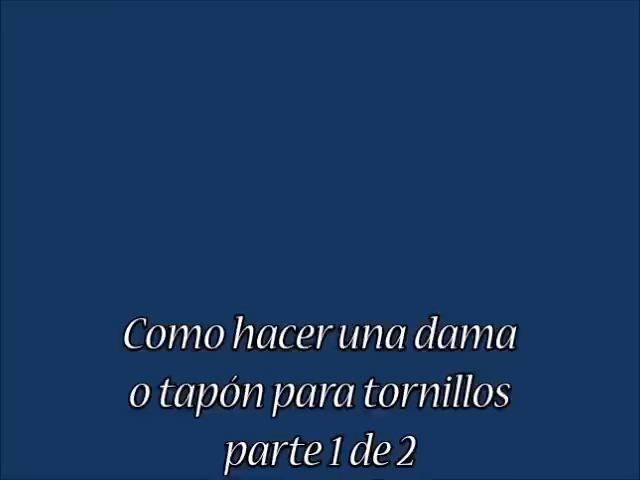 Como hacer una dama
o tapón para tornillos
parte 1 de 2